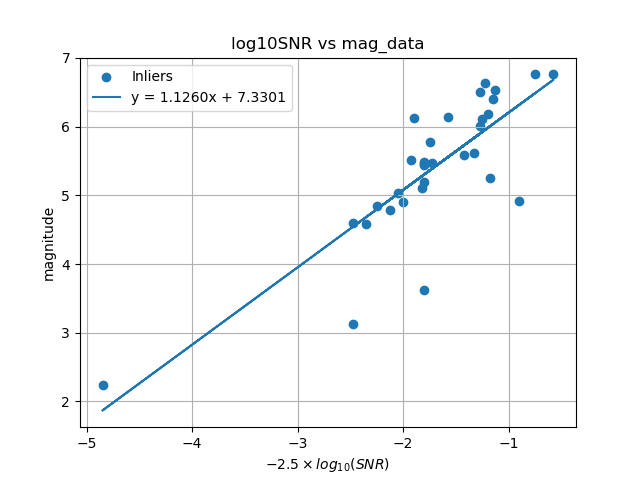 log10SNR vs mag_data
Inliers
y = 1.1260x + 7.3301
magnitude
7
6
5
4
3
2
−5
−4
−3
−2
−1
−2.5 × log₁₀(SNR)